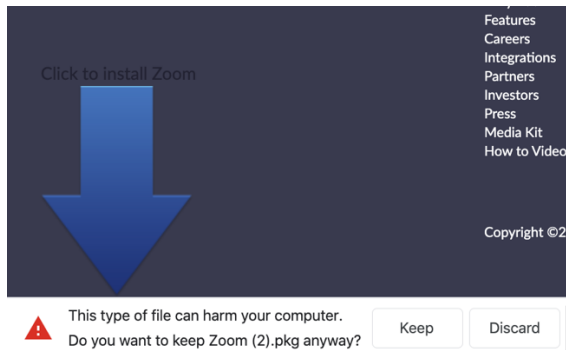 Features
Careers
Click to install Zoom
Integrations
Partners
Investors
Press
Media Kit
How to Video
Copyright ©2
This type of file can harm your computer.
Do you want to keep Zoom (2).pkg anyway?
Keep
Discard